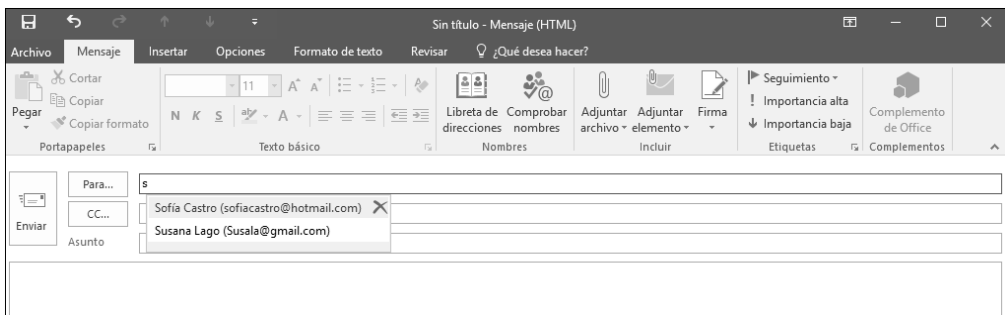 Sin título - Mensaje (HTML)
Archivo Mensaje Insertar Opciones Formato de texto Revisar ¿Qué desea hacer?
Pegar
Cortar
Copiar
Copiar formato
Portapapeles
11 A A
N K S aby A
Texto básico
Libreta de direcciones
Comprobar nombres
Nombres
Adjuntar archivo
Adjuntar elemento
Firma
Incluir
Seguimiento
Importancia alta
Importancia baja
Etiquetas
Complemento de Office
Complementos
Enviar
Para... s
CC...
Asunto
Sofía Castro (sofiacastro@hotmail.com)
Susana Lago (Susala@gmail.com)